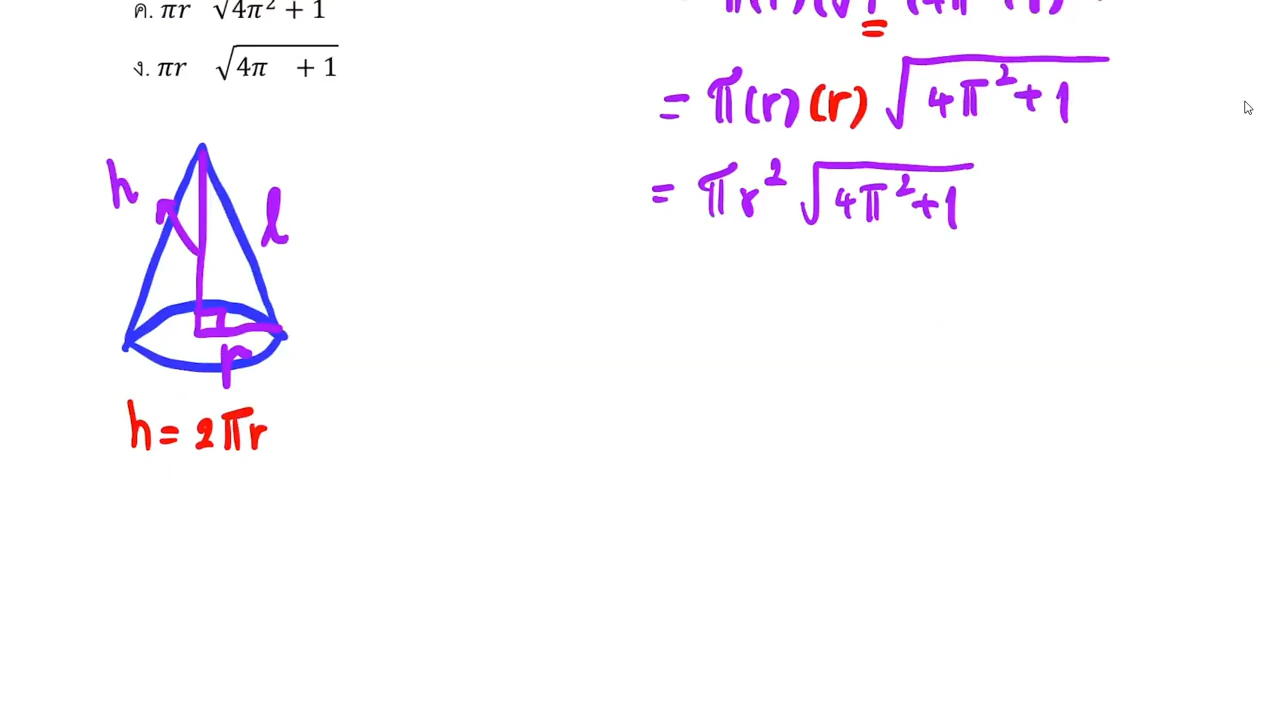 ค. πr √4π² + 1
ง. πr √4π + 1
= π(r)(r) √4π²+1
= πr² √4π²+1
h
l
r
h = 2πr